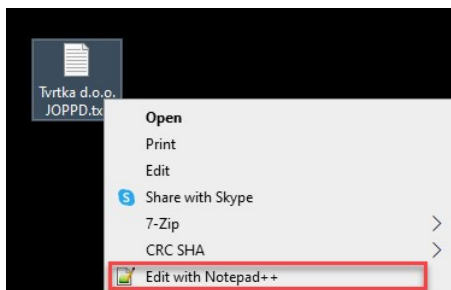 Tvrtka d.o.o.
JOPPD.tx
Open
Print
Edit
Share with Skype
7-Zip
CRC SHA
Edit with Notepad++